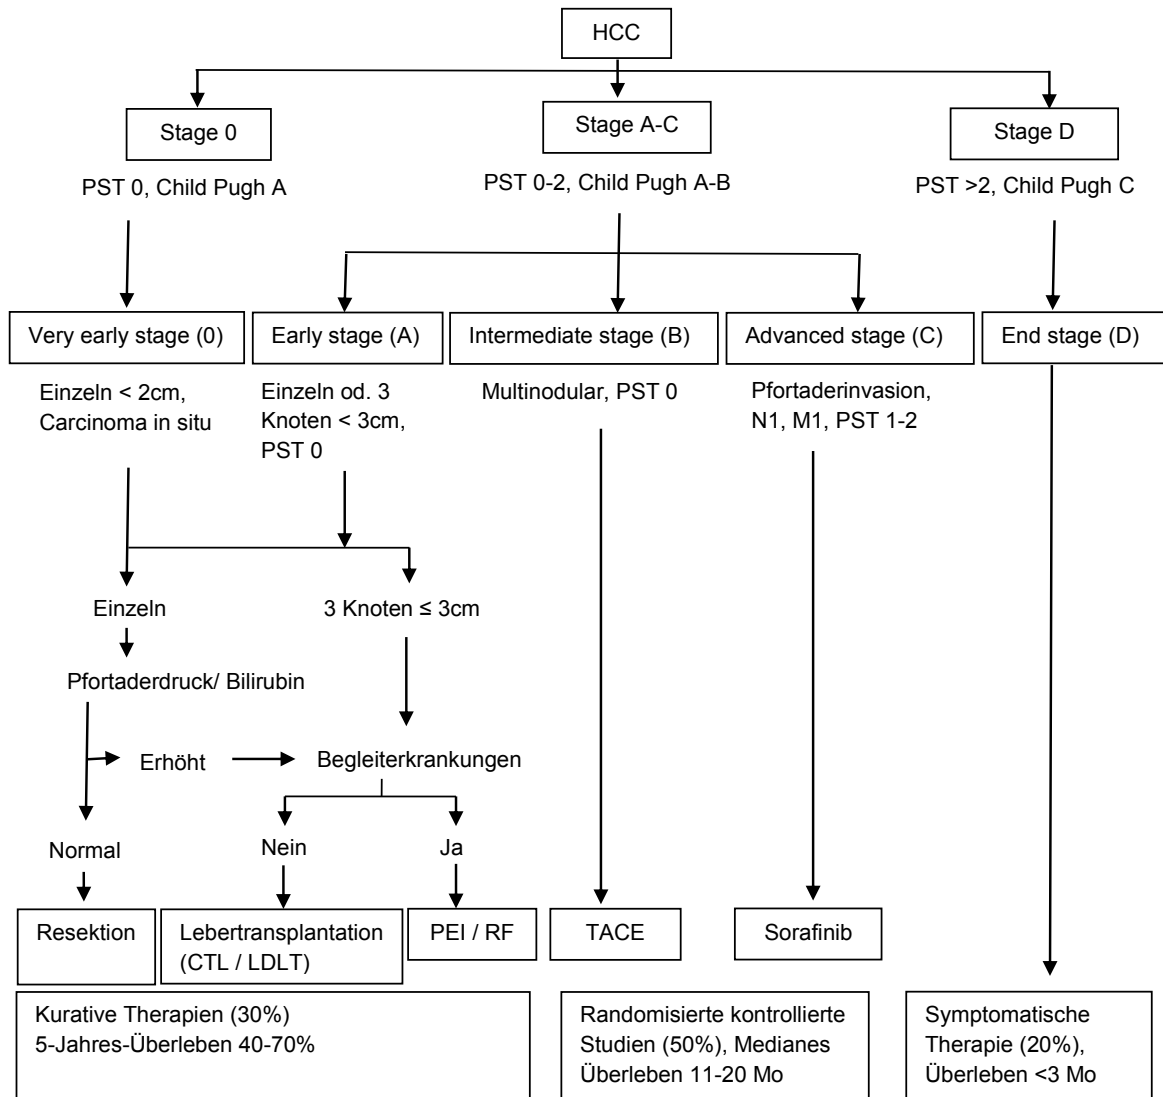 HCC
Stage 0
Stage A-C
Stage D
PST 0, Child Pugh A
PST 0-2, Child Pugh A-B
PST >2, Child Pugh C
Very early stage (0)
Early stage (A)
Intermediate stage (B)
Advanced stage (C)
End stage (D)
Einzeln < 2cm,
Carcinoma in situ
Einzeln od. 3
Knoten < 3cm,
PST 0
Multinodular, PST 0
Pfortaderinvasion,
N1, M1, PST 1-2
Einzeln
3 Knoten ≤ 3cm
Pfortaderdruck/ Bilirubin
Erhöht
Begleiterkrankungen
Normal
Nein
Ja
Resektion
Lebertransplantation
(CTL / LDLT)
PEI / RF
TACE
Sorafinib
Kurative Therapien (30%)
5-Jahres-Überleben 40-70%
Randomisierte kontrollierte
Studien (50%), Medianes
Überleben 11-20 Mo
Symptomatische
Therapie (20%),
Überleben <3 Mo